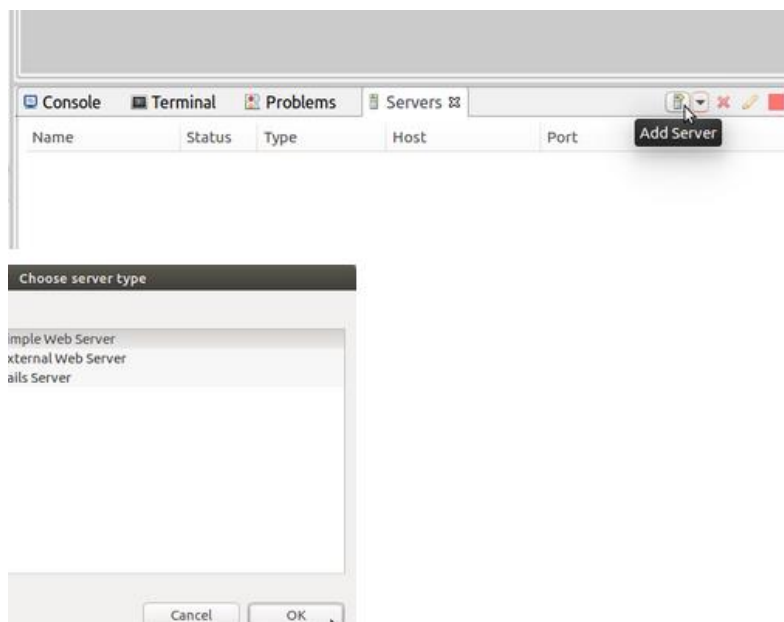 Console Terminal Problems Servers
Add Server
Name Status Type Host Port
Choose server type
imple Web Server
xternal Web Server
ails Server
Cancel OK